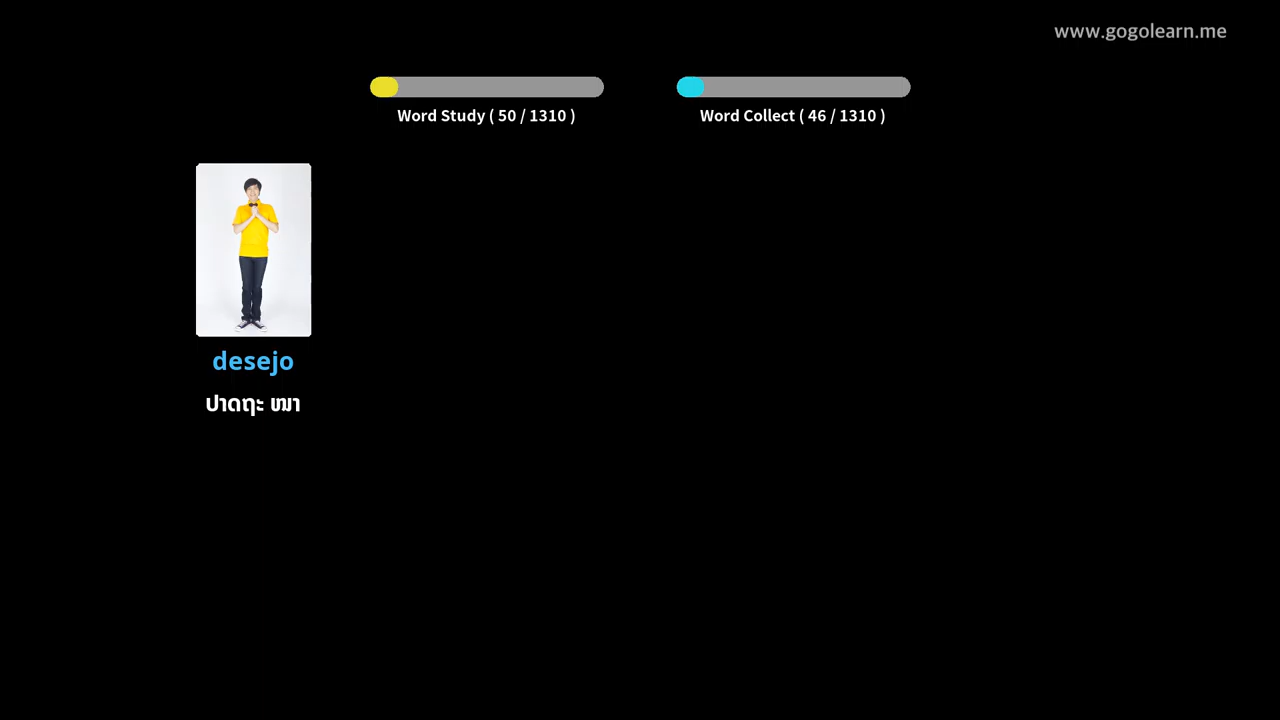 www.gogolearn.me
Word Study ( 50 / 1310 )
Word Collect ( 46 / 1310 )
desejo
ປາດຖະ ໜາ